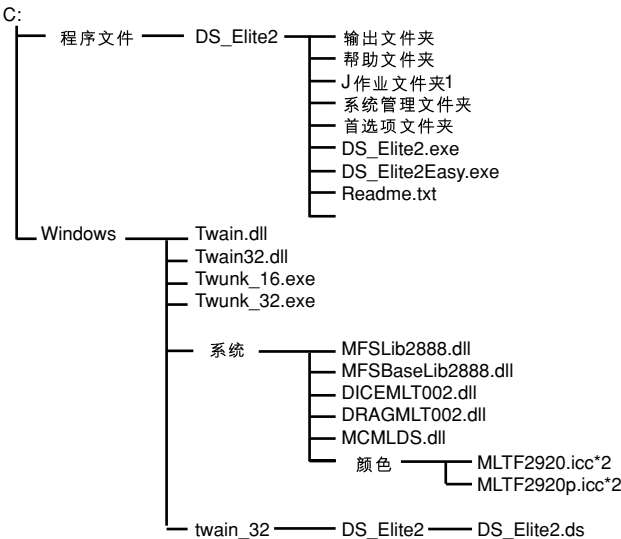 C:
程序文件 DS_Elite2 输出文件夹
帮助文件夹
J作业文件夹1
系统管理文件夹
首选项文件夹
DS_Elite2.exe
DS_Elite2Easy.exe
Readme.txt
Windows Twain.dll
Twain32.dll
Twunk_16.exe
Twunk_32.exe
系统 MFSLib2888.dll
MFSBaseLib2888.dll
DICEMLT002.dll
DRAGMLT002.dll
MCMLDS.dll
颜色 MLTF2920.icc*2
MLTF2920p.icc*2
twain_32 DS_Elite2 DS_Elite2.ds